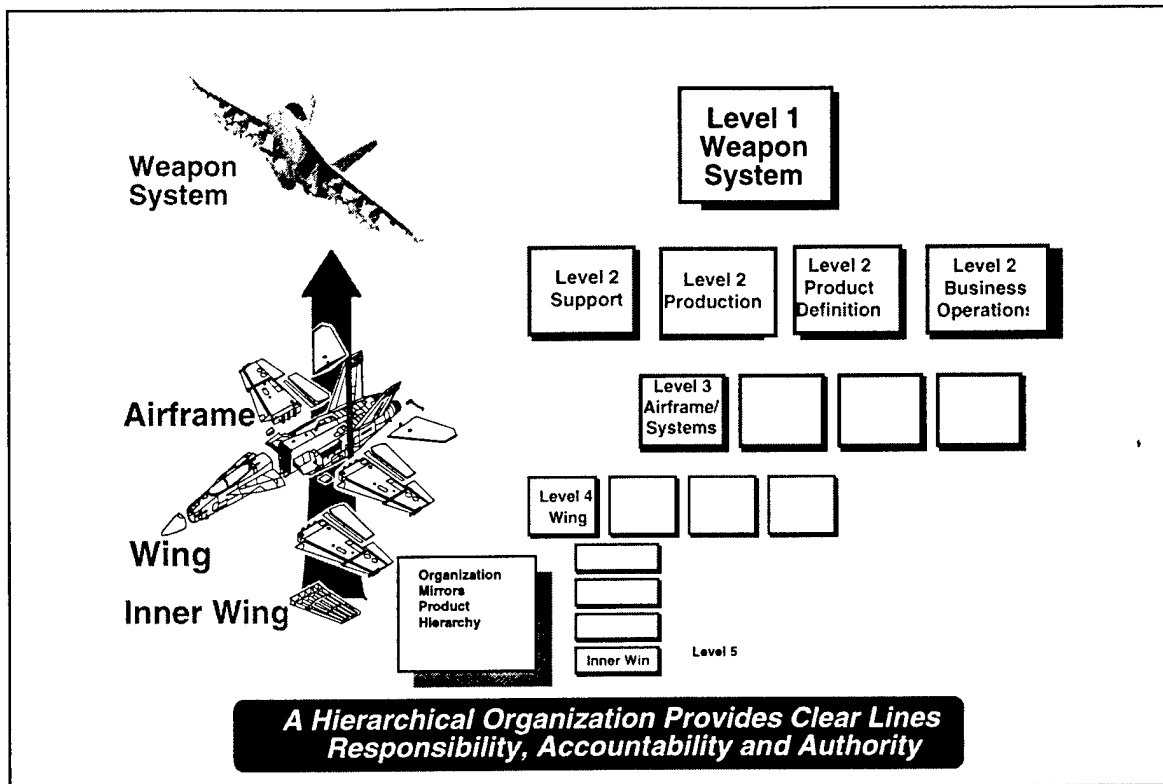 Weapon
System
Airframe
Wing
Inner Wing
Level 1
Weapon
System
Level 2
Support
Level 2
Production
Level 2
Product
Definition
Level 2
Business
Operations
Level 3
Airframe/
Systems
Level 4
Wing
Organization
Mirrors
Product
Hierarchy
Inner Win
Level 5
A Hierarchical Organization Provides Clear Lines
Responsibility, Accountability and Authority